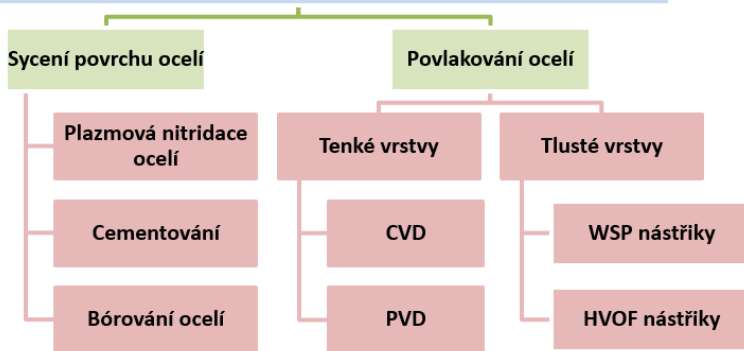 Sycení povrchu ocelí
Povlakování ocelí
Plazmová nitridace
ocelí
Tenké vrstvy
Tlusté vrstvy
Cementování
CVD
WSP nástřiky
Bórování ocelí
PVD
HVOF nástřiky